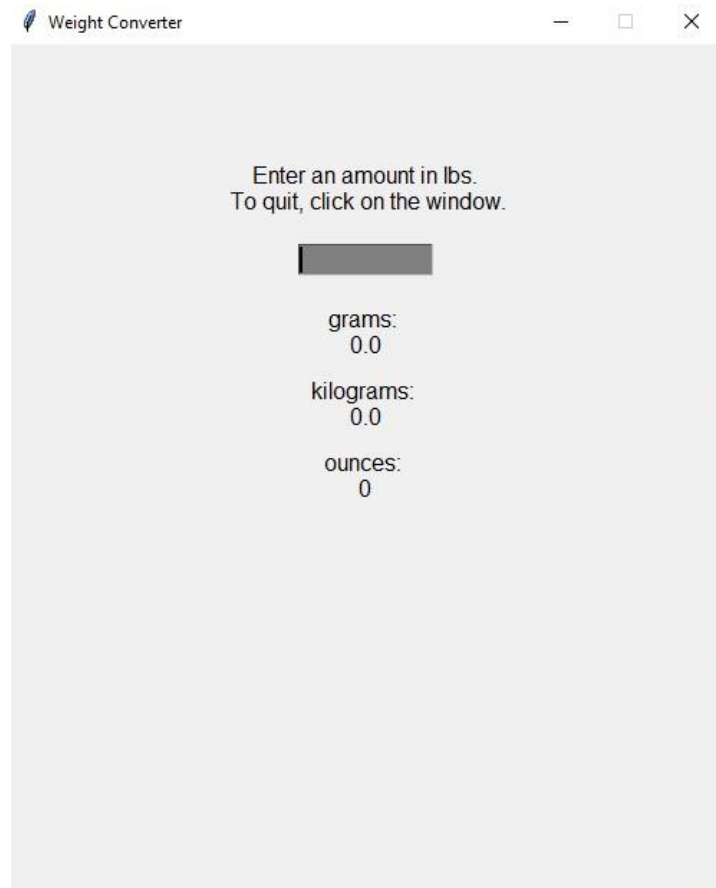 Weight Converter
Enter an amount in lbs.
To quit, click on the window.
grams:
0.0
kilograms:
0.0
ounces:
0